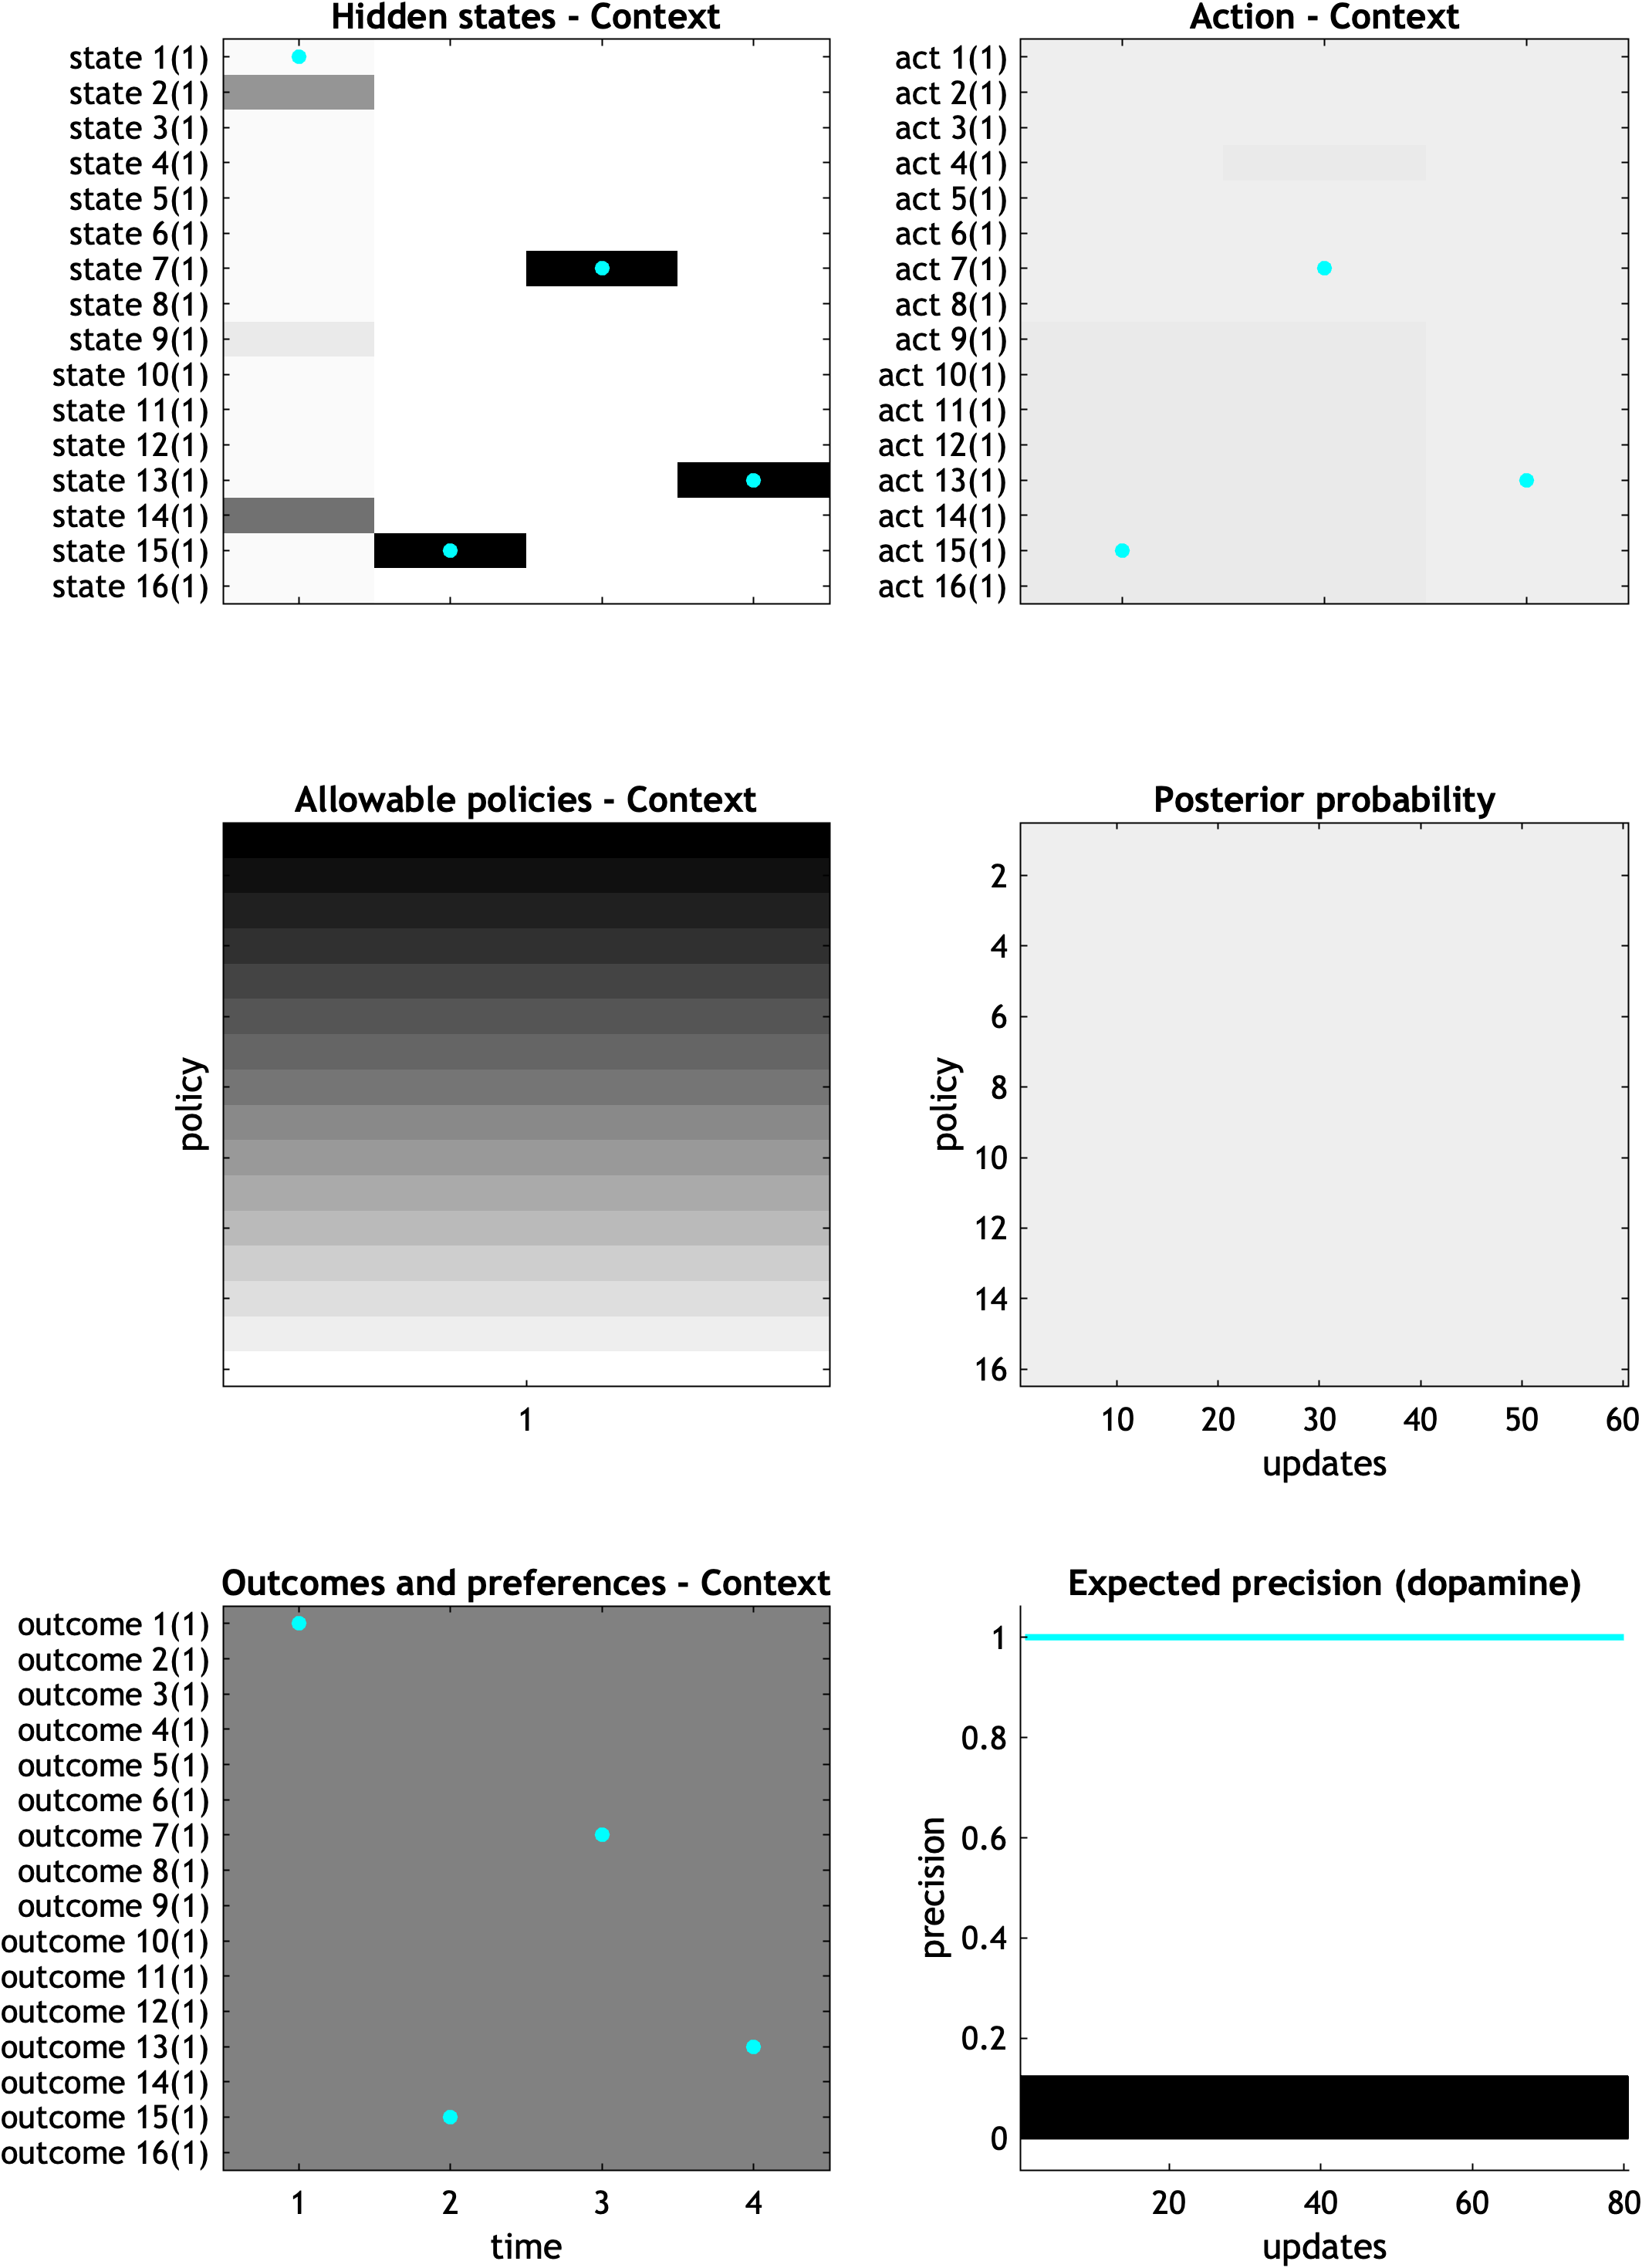 Hidden states - Context
state 1(1)
state 2(1)
state 3(1)
state 4(1)
state 5(1)
state 6(1)
state 7(1)
state 8(1)
state 9(1)
state 10(1)
state 11(1)
state 12(1)
state 13(1)
state 14(1)
state 15(1)
state 16(1)
Action - Context
act 1(1)
act 2(1)
act 3(1)
act 4(1)
act 5(1)
act 6(1)
act 7(1)
act 8(1)
act 9(1)
act 10(1)
act 11(1)
act 12(1)
act 13(1)
act 14(1)
act 15(1)
act 16(1)
Allowable policies - Context
policy
1
Posterior probability
policy
2
4
6
8
10
12
14
16
10 20 30 40 50 60
updates
Outcomes and preferences - Context
outcome 1(1)
outcome 2(1)
outcome 3(1)
outcome 4(1)
outcome 5(1)
outcome 6(1)
outcome 7(1)
outcome 8(1)
outcome 9(1)
outcome 10(1)
outcome 11(1)
outcome 12(1)
outcome 13(1)
outcome 14(1)
outcome 15(1)
outcome 16(1)
1 2 3 4
time
Expected precision (dopamine)
precision
1
0.8
0.6
0.4
0.2
0
20 40 60 80
updates